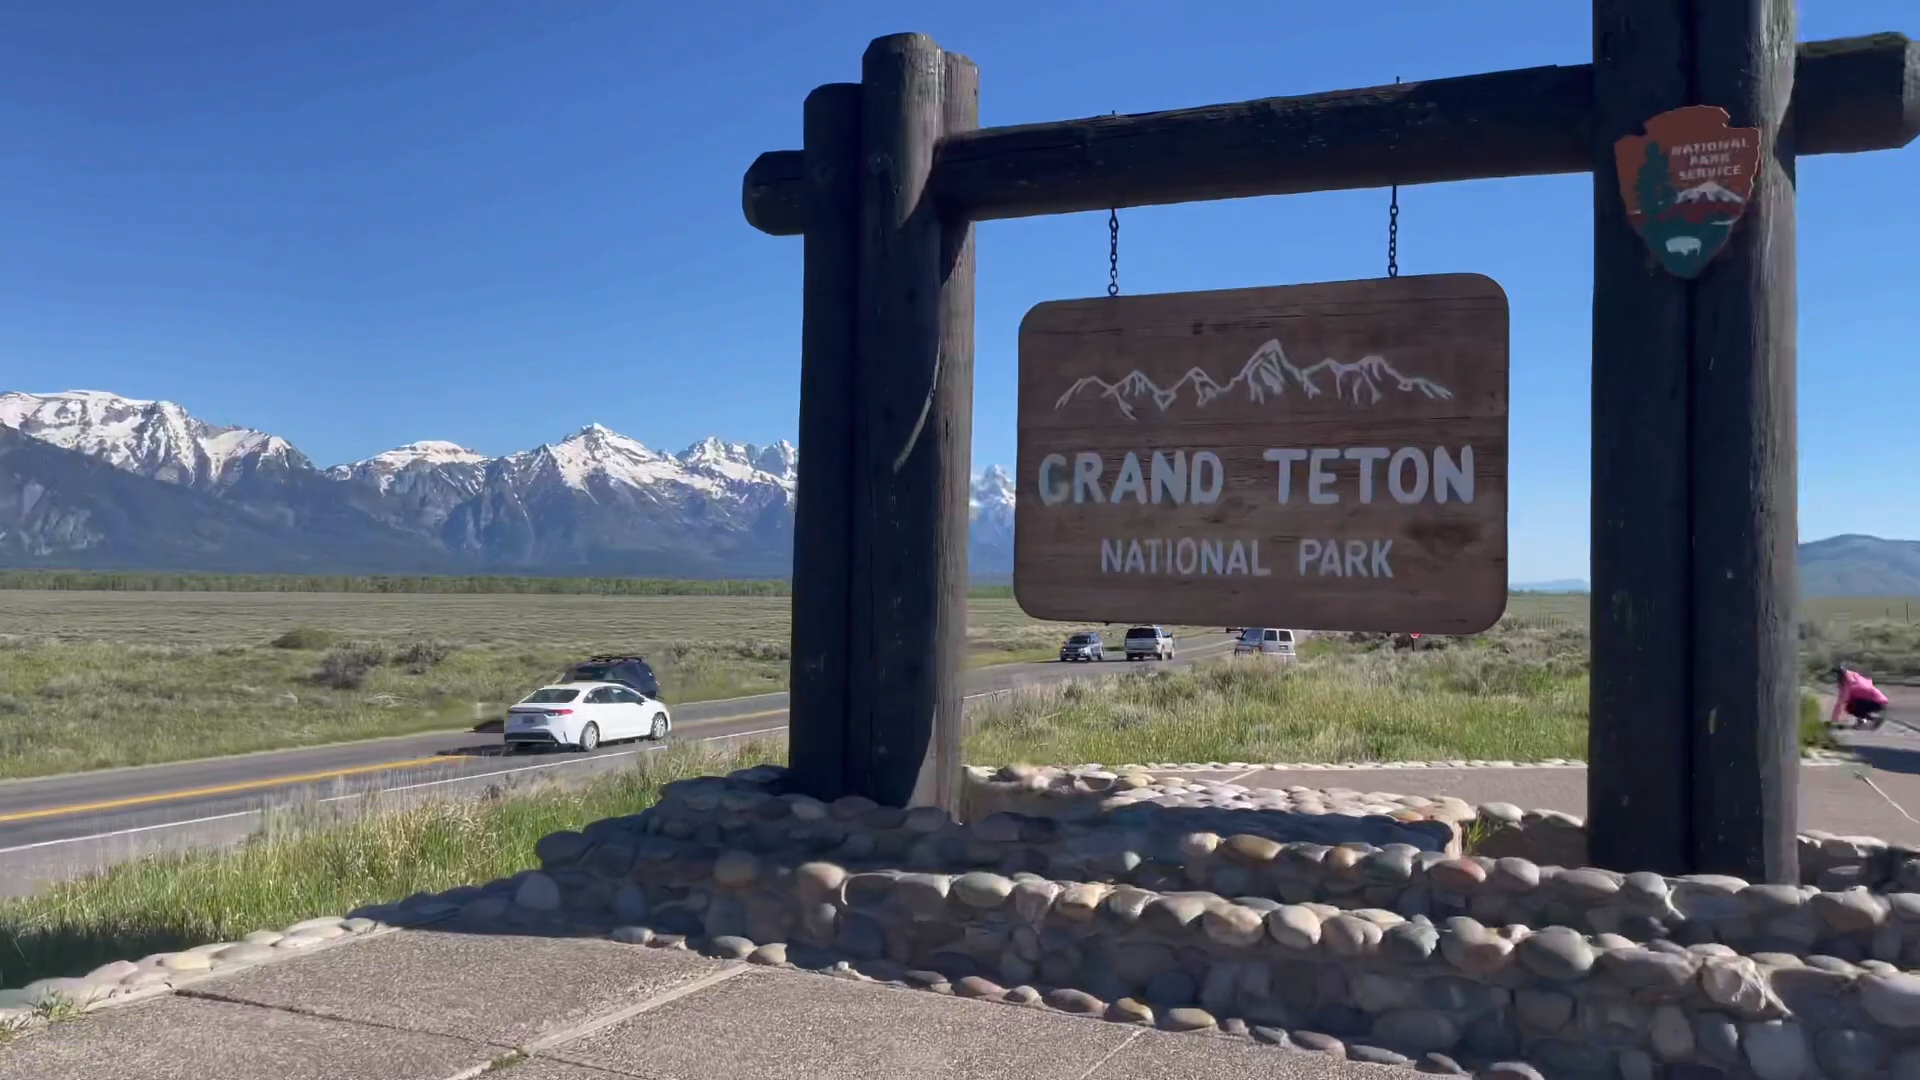 NATIONAL
PARK
SERVICE
GRAND TETON
NATIONAL PARK